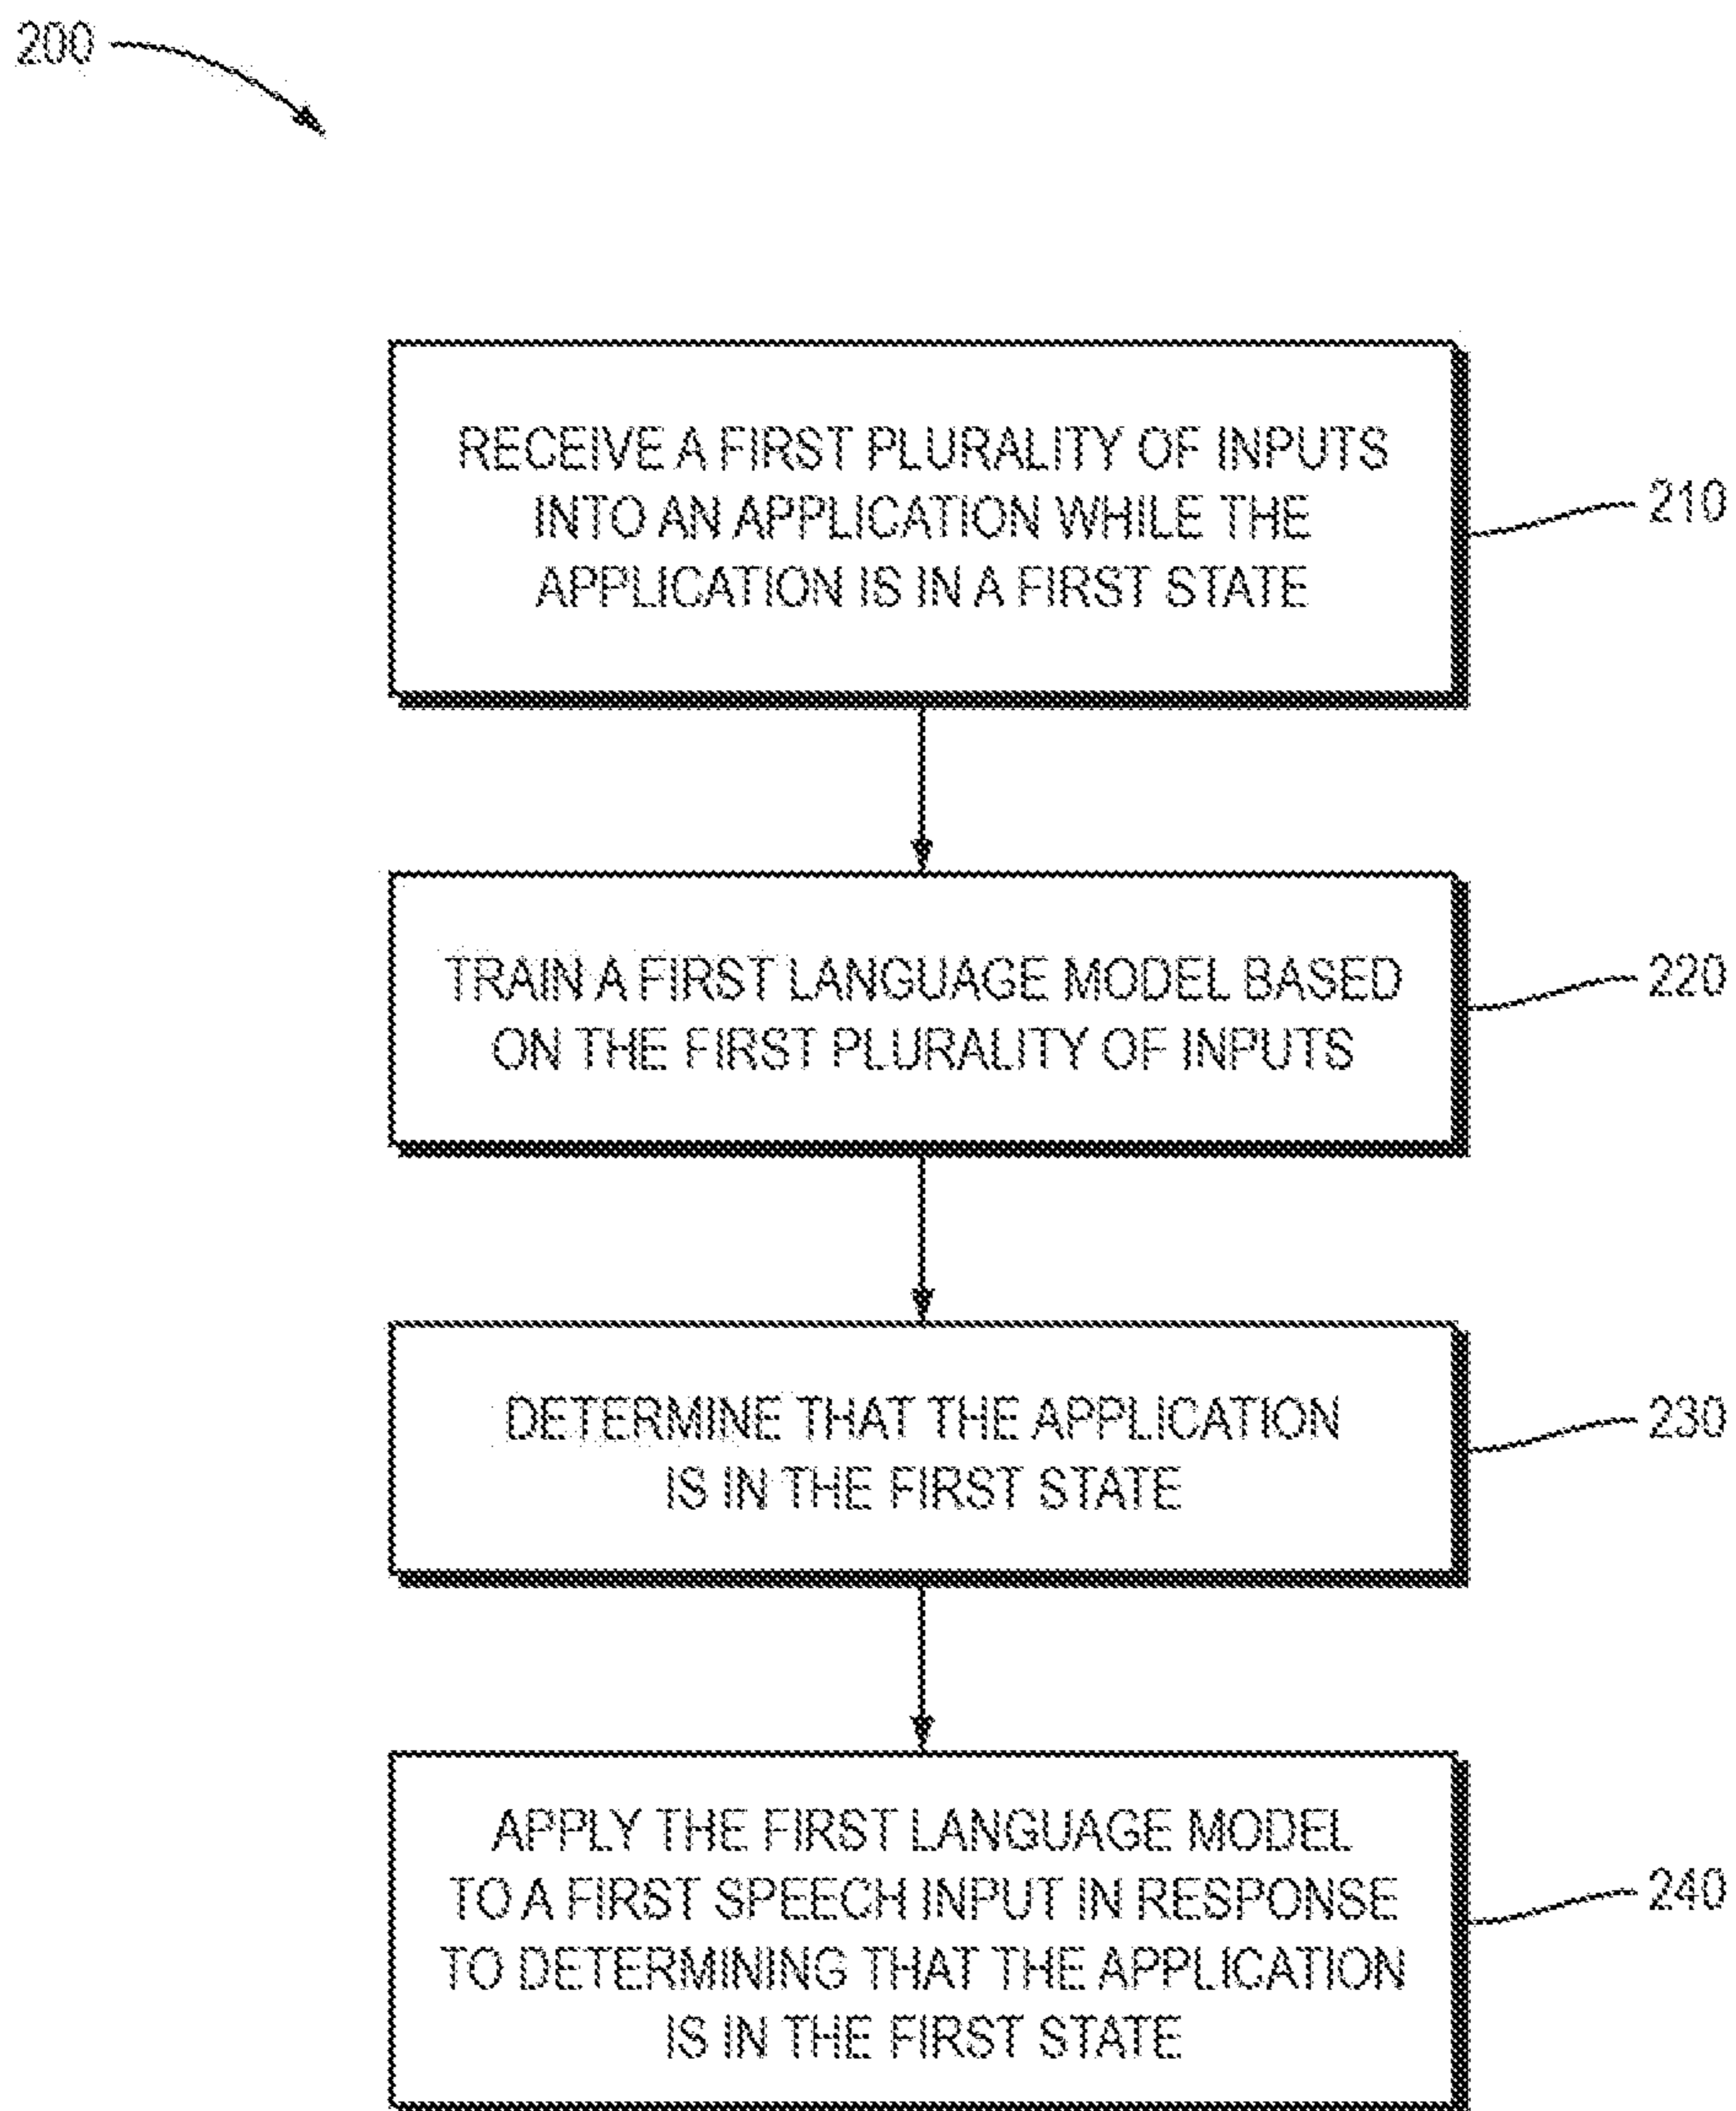 200
RECEIVE A FIRST PLURALITY OF INPUTS
INTO AN APPLICATION WHILE THE
APPLICATION IS IN A FIRST STATE
210
TRAIN A FIRST LANGUAGE MODEL BASED
ON THE FIRST PLURALITY OF INPUTS
220
DETERMINE THAT THE APPLICATION
IS IN THE FIRST STATE
230
APPLY THE FIRST LANGUAGE MODEL
TO A FIRST SPEECH INPUT IN RESPONSE
TO DETERMINING THAT THE APPLICATION
IS IN THE FIRST STATE
240